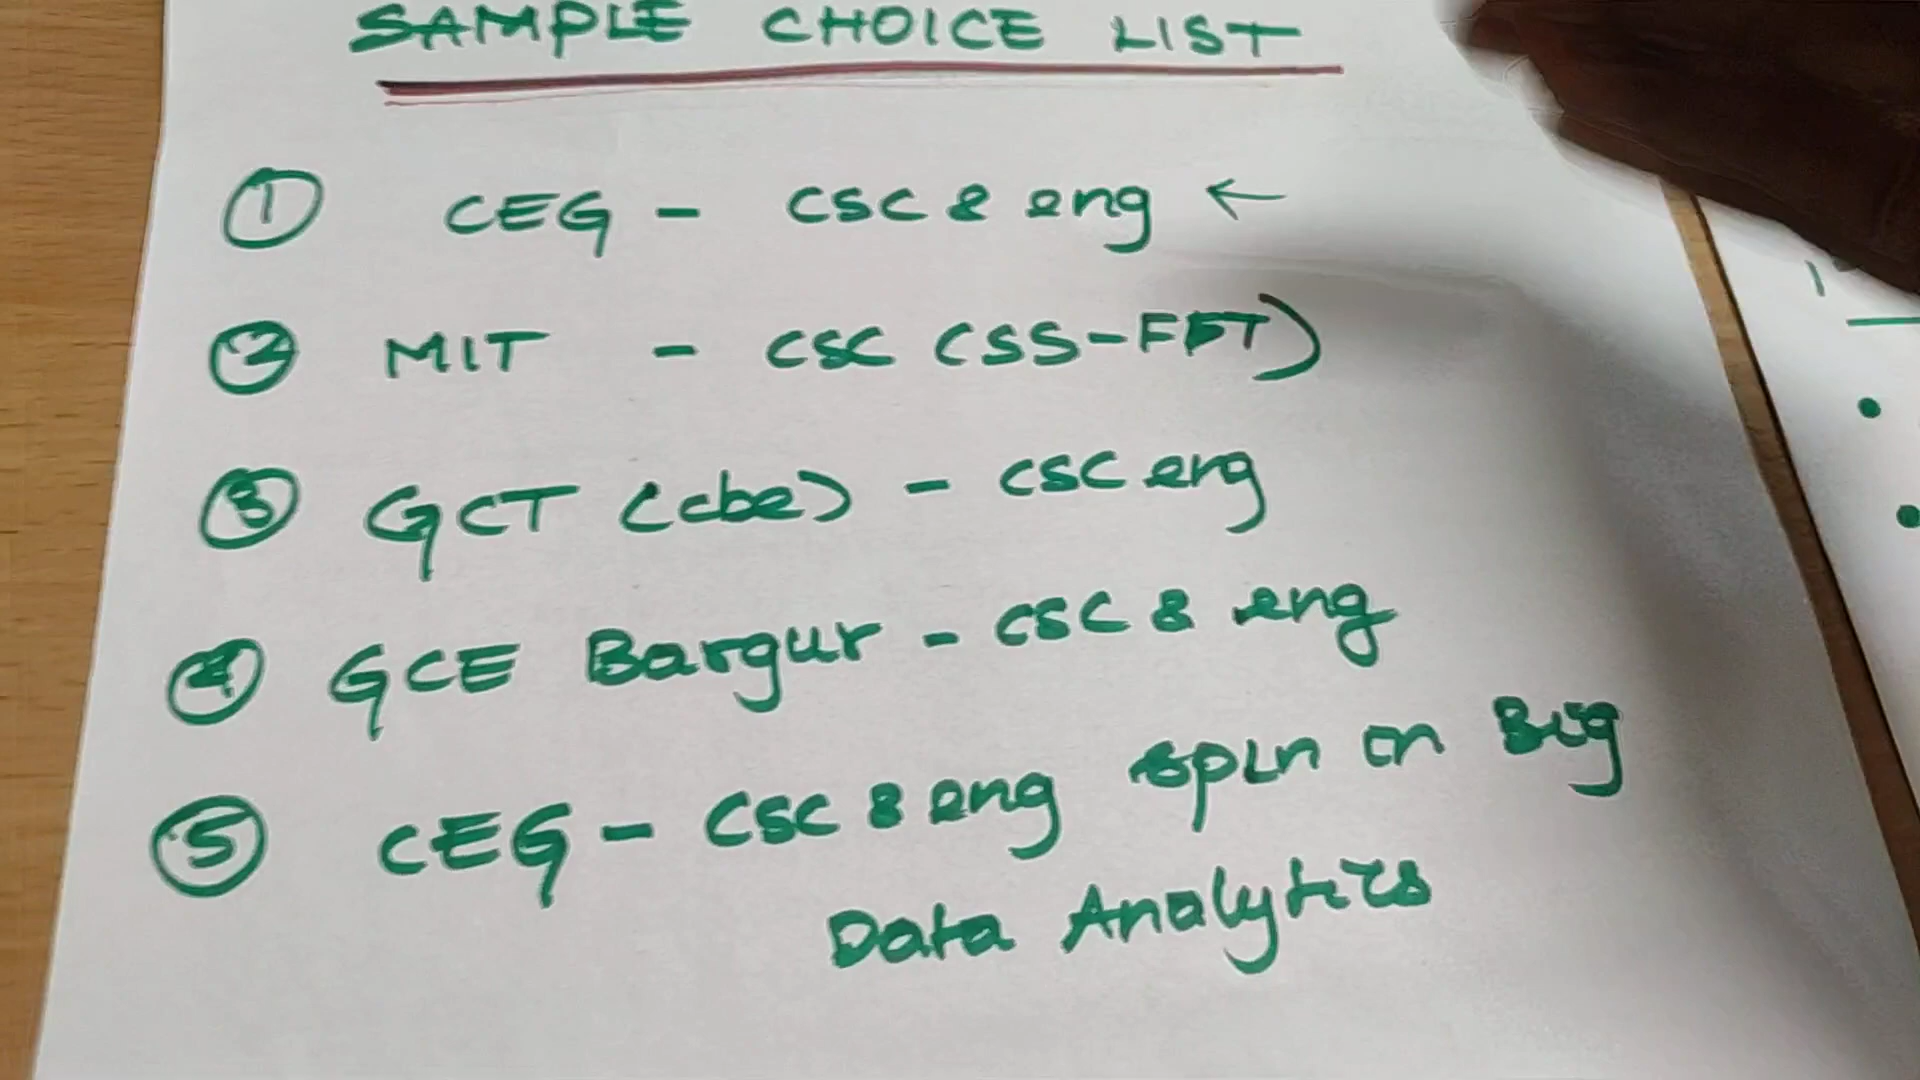 SAMPLE CHOICE LIST
① CEG - CSC & eng ←
② MIT - CSC (SS-FFT)
③ GCT (cbe) - CSC eng
④ GCE Bargur - CSC & eng
⑤ CEG - CSC & eng spln on Big
Data Analytics